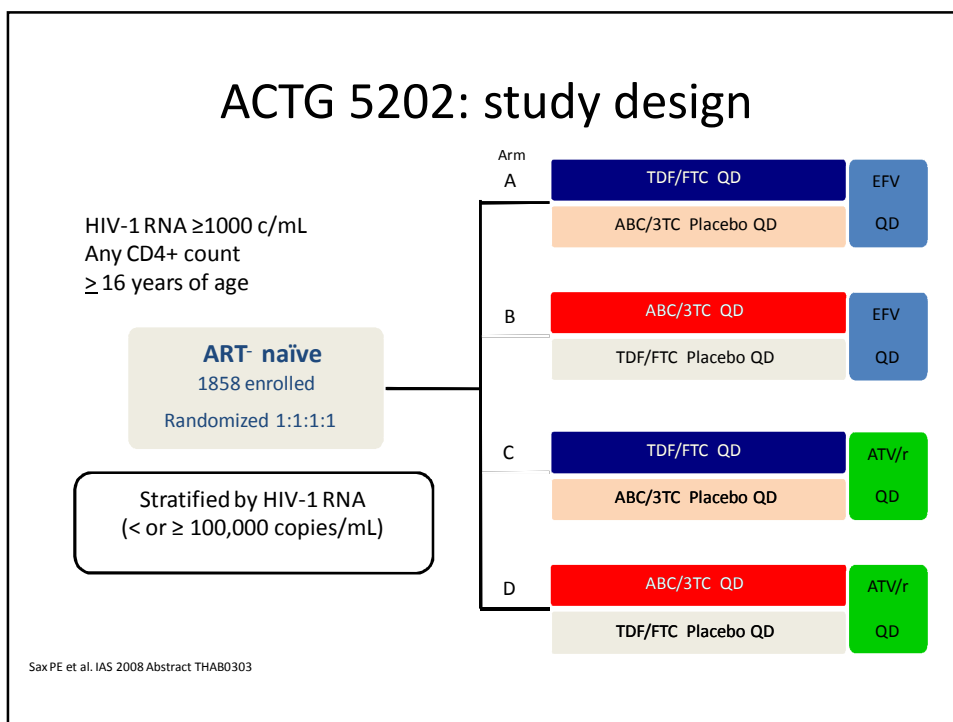 ACTG 5202: study design
HIV-1 RNA ≥1000 c/mL
Any CD4+ count
≥ 16 years of age
ART- naïve
1858 enrolled
Randomized 1:1:1:1
Stratified by HIV-1 RNA
(< or ≥ 100,000 copies/mL)
Arm
A
TDF/FTC QD
ABC/3TC Placebo QD
EFV
QD
B
ABC/3TC QD
TDF/FTC Placebo QD
EFV
QD
C
TDF/FTC QD
ABC/3TC Placebo QD
ATV/r
QD
D
ABC/3TC QD
TDF/FTC Placebo QD
ATV/r
QD
Sax PE et al. IAS 2008 Abstract THAB0303